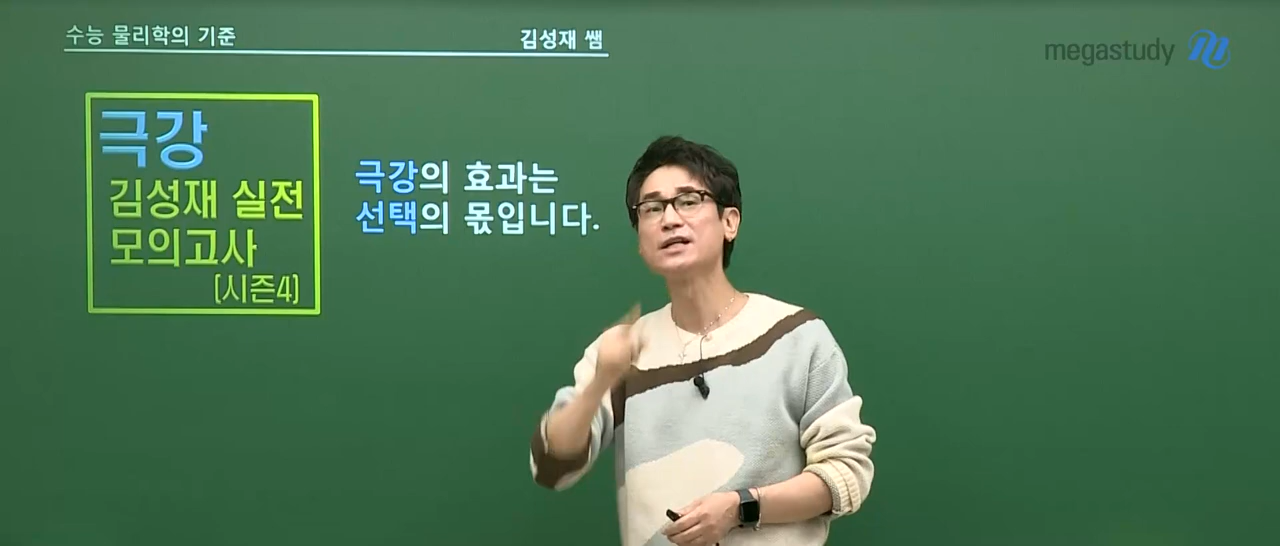 수능 물리학의 기준
김성재 쌤
megastudy
극강
김성재 실전
모의고사
[시즌4]
극강의 효과는
선택의 몫입니다.